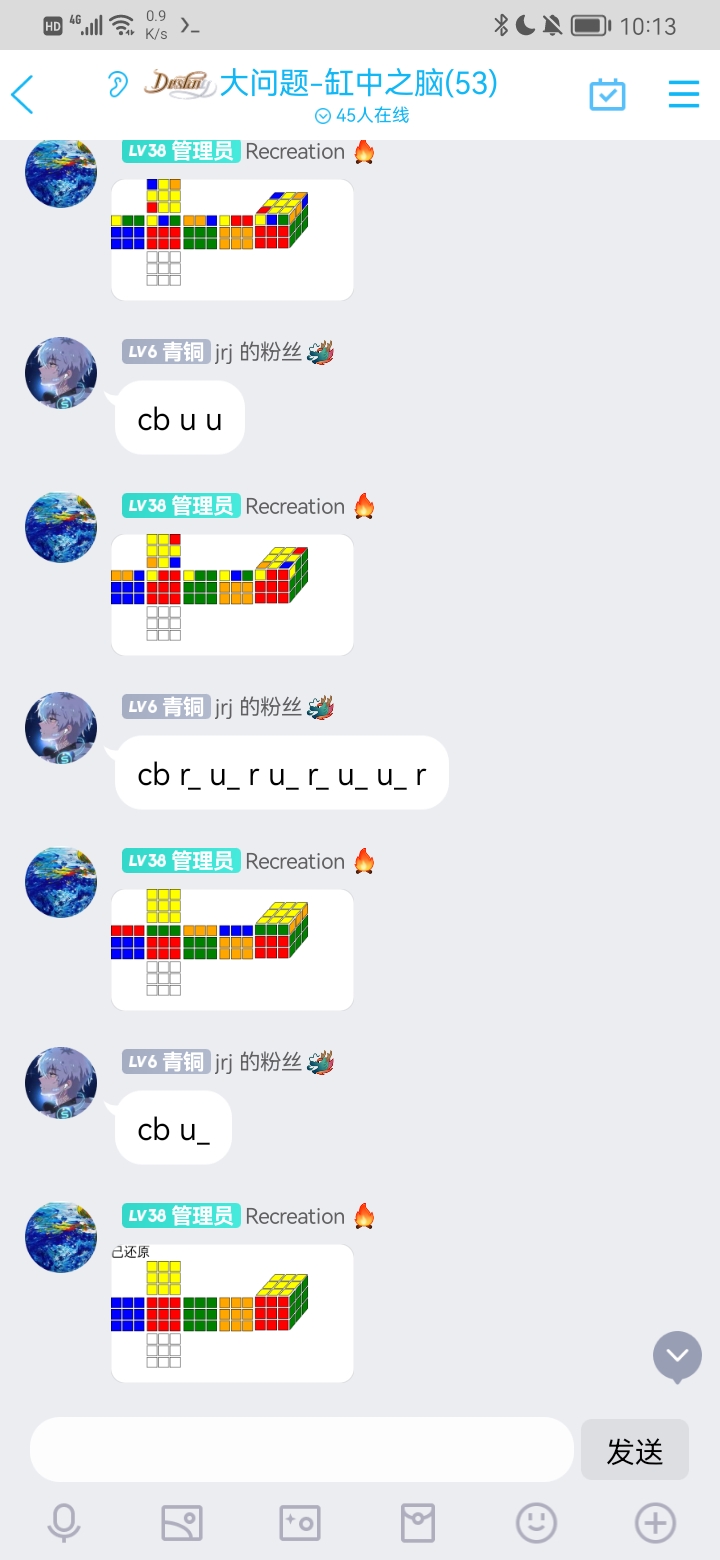 HD 4G 0.9 K/s 10:13
Destiny 大问题-缸中之脑(53)
45人在线
LV38 管理员 Recreation
LV6 青铜 jrj 的粉丝
cb u u
LV38 管理员 Recreation
LV6 青铜 jrj 的粉丝
cb r_ u_ r u_ r_ u_ u_ r
LV38 管理员 Recreation
LV6 青铜 jrj 的粉丝
cb u_
LV38 管理员 Recreation
已还原
发送